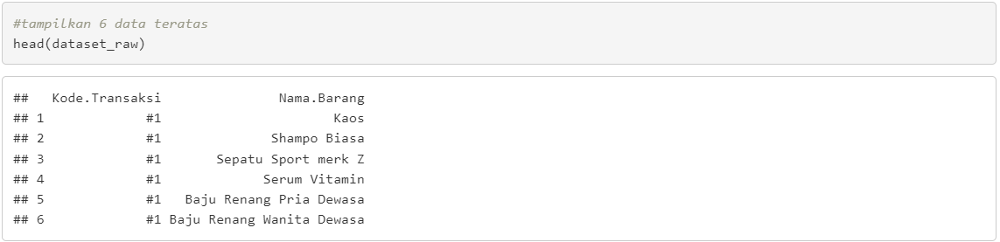 #tampilkan 6 data teratas
head(dataset_raw)
##   Kode.Transaksi               Nama.Barang
## 1             #1                      Kaos
## 2             #1              Shampo Biasa
## 3             #1       Sepatu Sport merk Z
## 4             #1             Serum Vitamin
## 5             #1   Baju Renang Pria Dewasa
## 6             #1 Baju Renang Wanita Dewasa